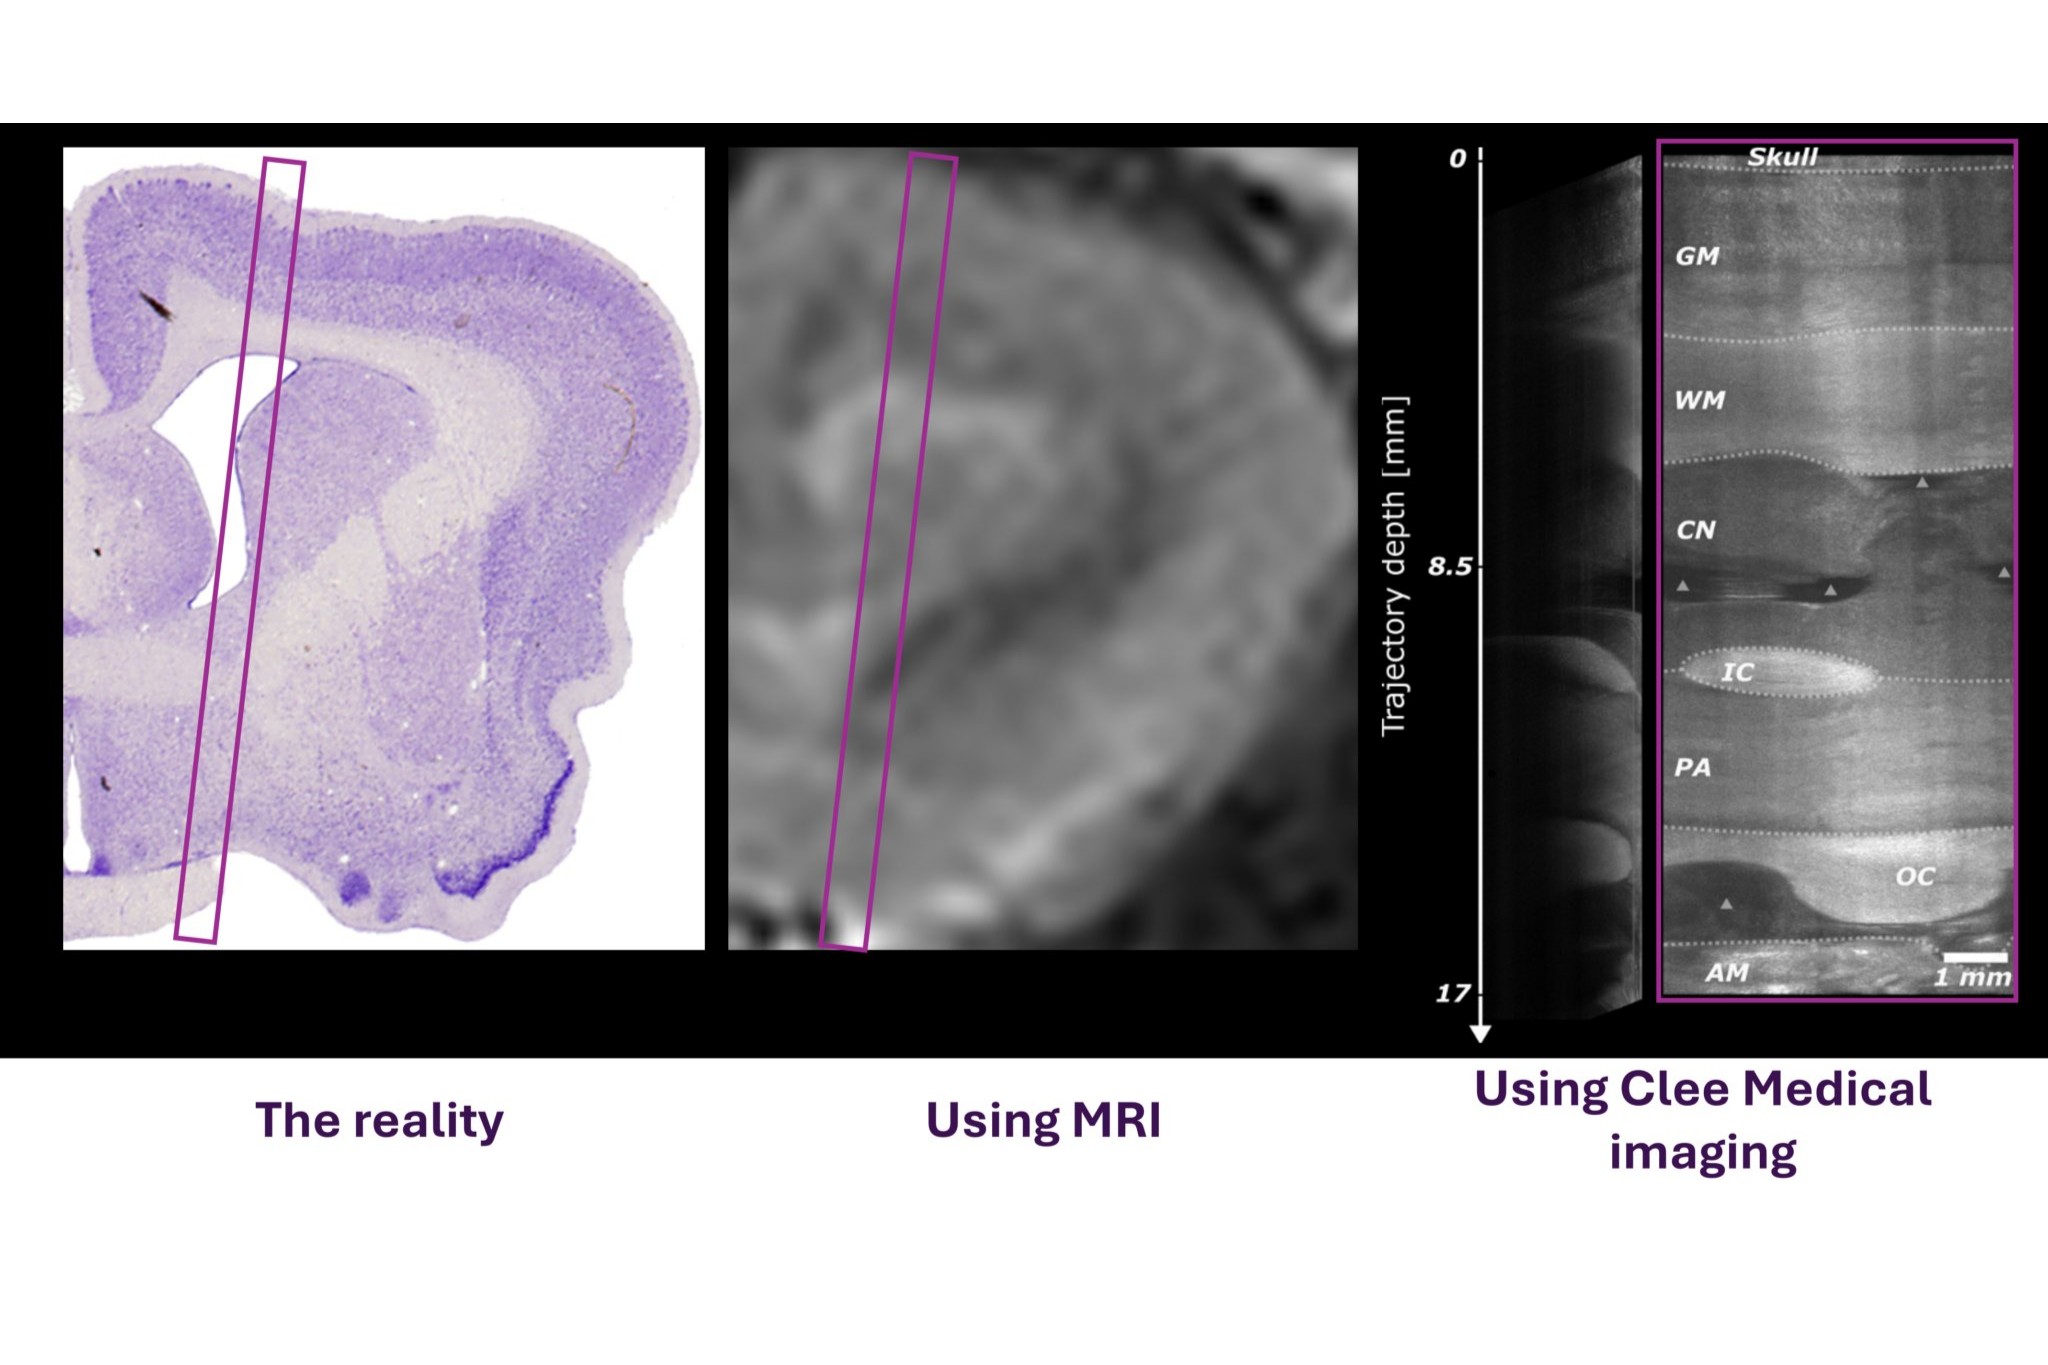 0
8.5
17
Trajectory depth [mm]
Skull
GM
WM
CN
IC
PA
OC
AM
1 mm
The reality
Using MRI
Using Clee Medical
imaging